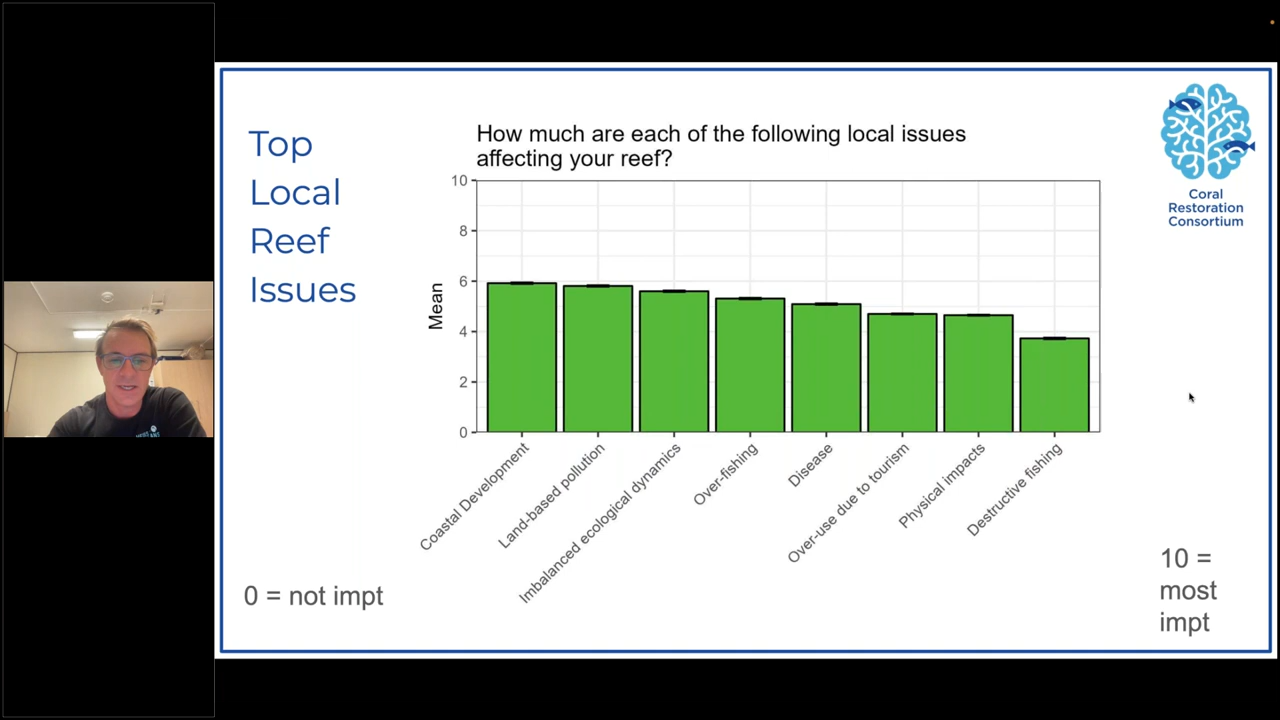 Top
Local
Reef
Issues
How much are each of the following local issues
affecting your reef?
Coral
Restoration
Consortium
Mean
10
8
6
4
2
0
Coastal Development
Land-based pollution
Imbalanced ecological dynamics
Over-fishing
Disease
Over-use due to tourism
Physical impacts
Destructive fishing
0 = not impt
10 =
most
impt